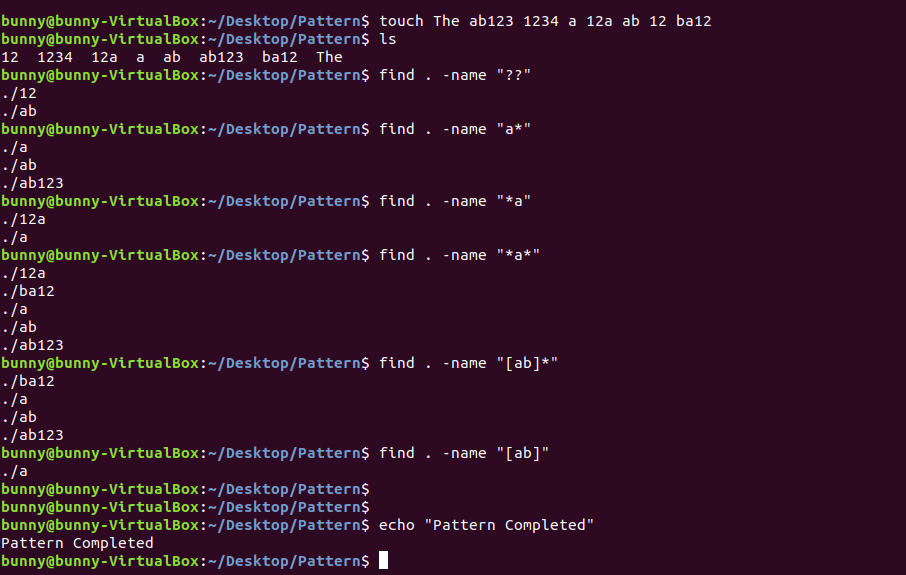 bunny@bunny-VirtualBox:~/Desktop/Pattern$ touch The ab123 1234 a 12a ab 12 ba12
bunny@bunny-VirtualBox:~/Desktop/Pattern$ ls
12  1234  12a  a  ab  ab123  ba12  The
bunny@bunny-VirtualBox:~/Desktop/Pattern$ find . -name "??"
./12
./ab
bunny@bunny-VirtualBox:~/Desktop/Pattern$ find . -name "a*"
./a
./ab
./ab123
bunny@bunny-VirtualBox:~/Desktop/Pattern$ find . -name "*a"
./12a
./a
bunny@bunny-VirtualBox:~/Desktop/Pattern$ find . -name "*a*"
./12a
./ba12
./a
./ab
./ab123
bunny@bunny-VirtualBox:~/Desktop/Pattern$ find . -name "[ab]*"
./ba12
./a
./ab
./ab123
bunny@bunny-VirtualBox:~/Desktop/Pattern$ find . -name "[ab]"
./a
bunny@bunny-VirtualBox:~/Desktop/Pattern$
bunny@bunny-VirtualBox:~/Desktop/Pattern$
bunny@bunny-VirtualBox:~/Desktop/Pattern$ echo "Pattern Completed"
Pattern Completed
bunny@bunny-VirtualBox:~/Desktop/Pattern$